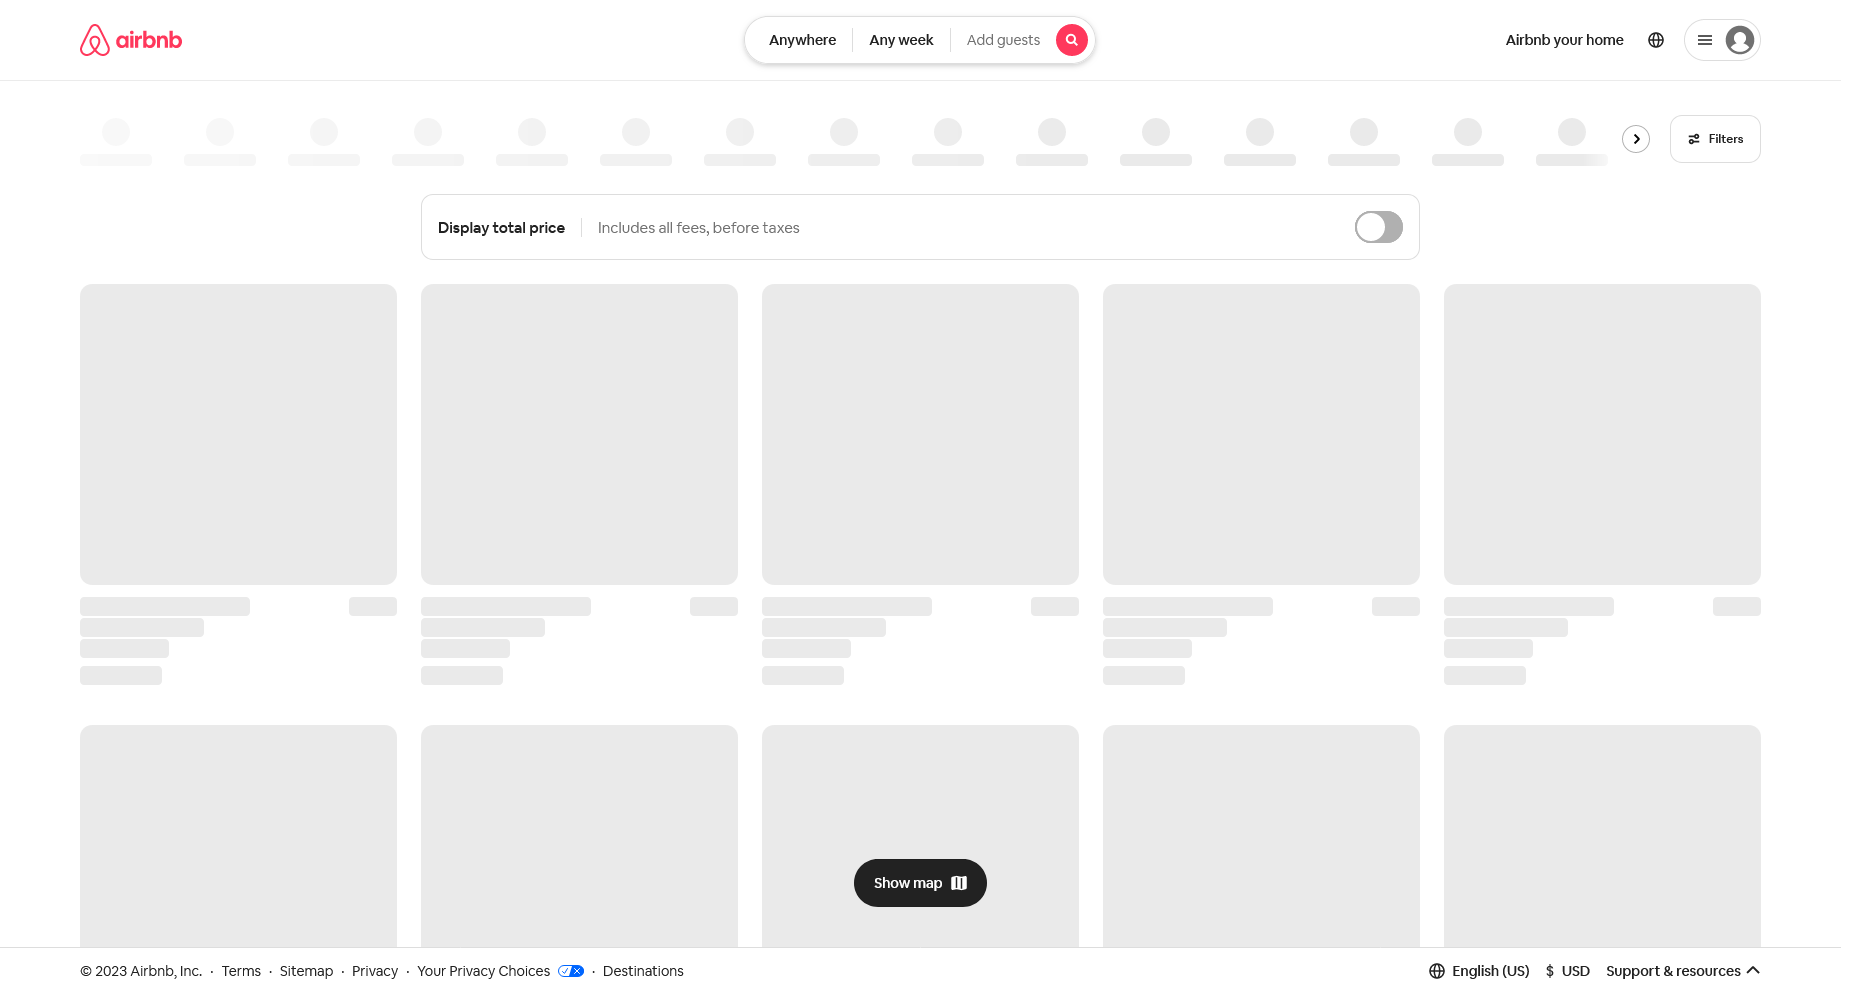 airbnb
Anywhere
Any week
Add guests
Airbnb your home
Filters
Display total price
Includes all fees, before taxes
Show map
© 2023 Airbnb, Inc. · Terms · Sitemap · Privacy · Your Privacy Choices · Destinations
English (US)
$ USD
Support & resources